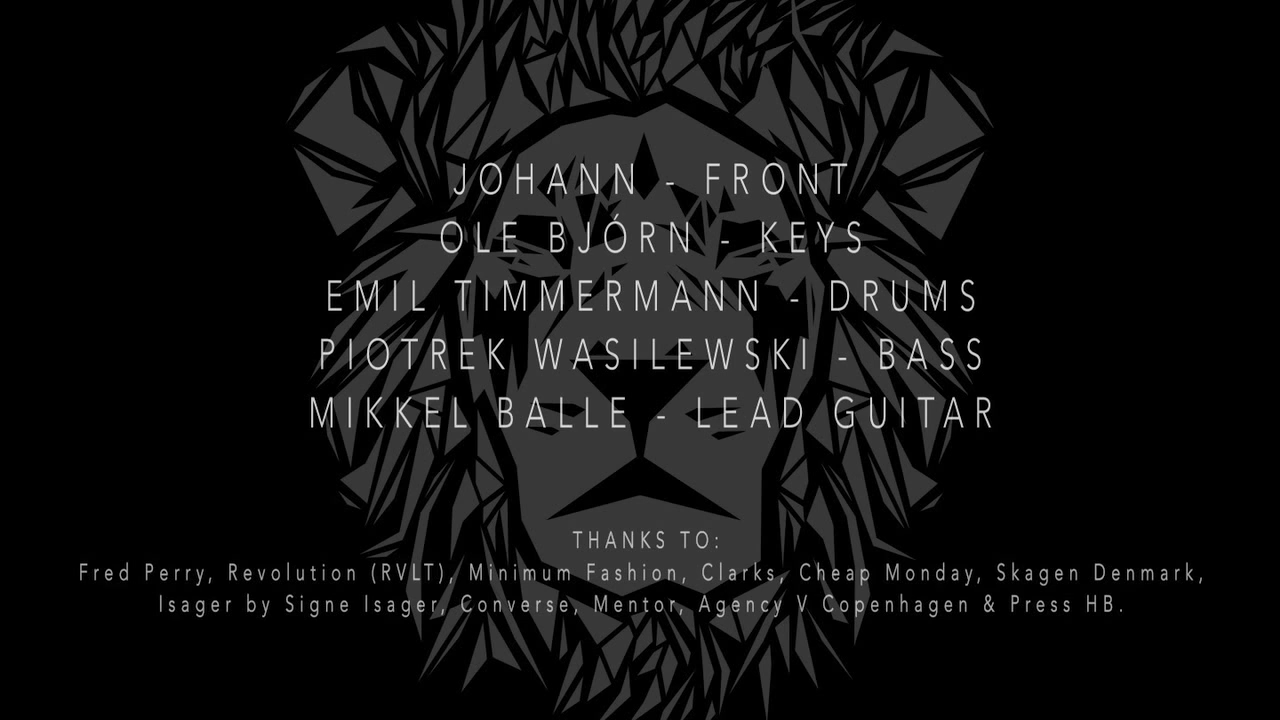 JOHANN - FRONT
OLE BJÓRN - KEYS
EMIL TIMMERMANN - DRUMS
PIOTREK WASILEWSKI - BASS
MIKKEL BALLE - LEAD GUITAR
THANKS TO:
Fred Perry, Revolution (RVLT), Minimum Fashion, Clarks, Cheap Monday, Skagen Denmark,
Isager by Signe Isager, Converse, Mentor, Agency V Copenhagen & Press HB.